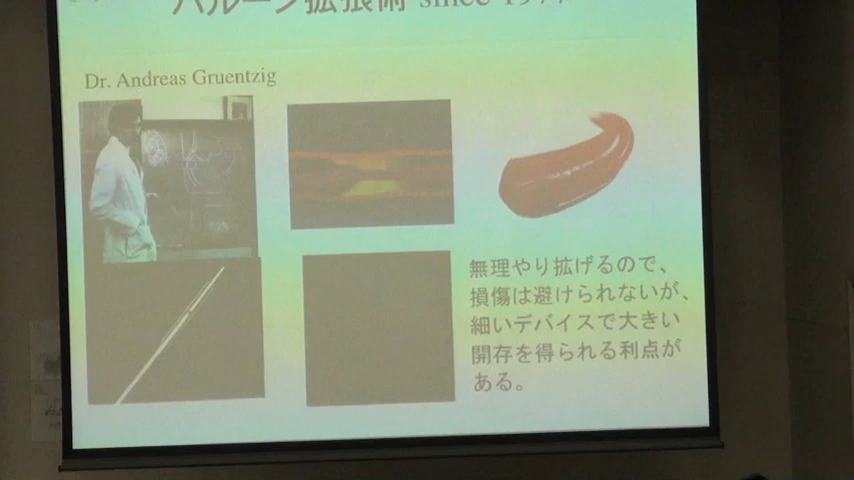 バルーン拡張術 since 1977
Dr. Andreas Gruentzig
無理やり拡げるので、
損傷は避けられないが、
細いデバイスで大きい
開存を得られる利点が
ある。